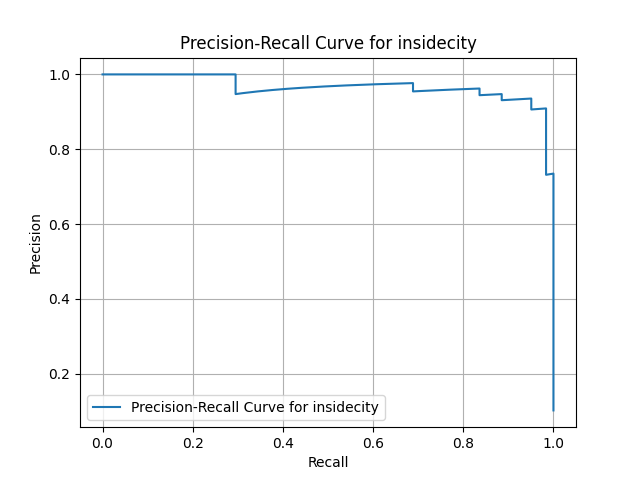 Precision-Recall Curve for insidecity
1.0
0.8
0.6
0.4
0.2
Precision
Precision-Recall Curve for insidecity
0.0 0.2 0.4 0.6 0.8 1.0
Recall